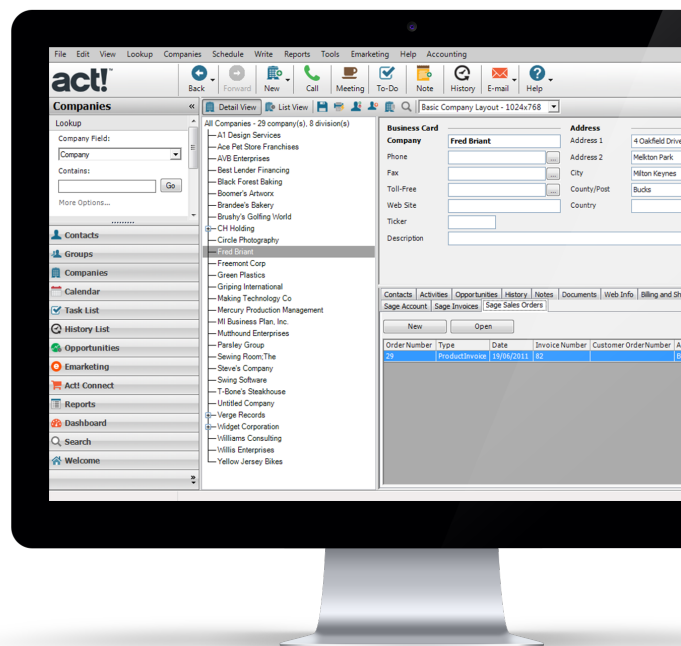 File Edit View Lookup Companies Schedule Write Reports Tools Emarketing Help Accounting
act!
Back Forward New Call Meeting To-Do Note History E-mail Help
Companies «
Detail View List View Basic Company Layout - 1024x768
Lookup
Company Field:
Company
Contains:
Go
More Options...
Contacts
Groups
Companies
Calendar
Task List
History List
Opportunities
Emarketing
Act! Connect
Reports
Dashboard
Search
Welcome
All Companies - 29 company(s), 8 division(s)
A1 Design Services
Ace Pet Store Franchises
AVB Enterprises
Best Lender Financing
Black Forest Baking
Boomer's Artworx
Brandee's Bakery
Brushy's Golfing World
CH Holding
Circle Photography
Fred Briant
Freemont Corp
Green Plastics
Griping International
Making Technology Co
Mercury Production Management
MI Business Plan, Inc.
Mutthound Enterprises
Parsley Group
Sewing Room;The
Steve's Company
Swing Software
T-Bone's Steakhouse
Untitled Company
Verge Records
Widget Corporation
Williams Consulting
Willis Enterprises
Yellow Jersey Bikes
Business Card
Company Fred Briant
Phone
Fax
Toll-Free
Web Site
Ticker
Description
Address
Address 1 4 Oakfield Drive
Address 2 Melkton Park
City Milton Keynes
County/Post Bucks
Country
Contacts Activities Opportunities History Notes Documents Web Info Billing and Sh
Sage Account Sage Invoices Sage Sales Orders
New Open
Order Number Type Date Invoice Number Customer Order Number A
29 ProductInvoice 19/06/2011 82 B